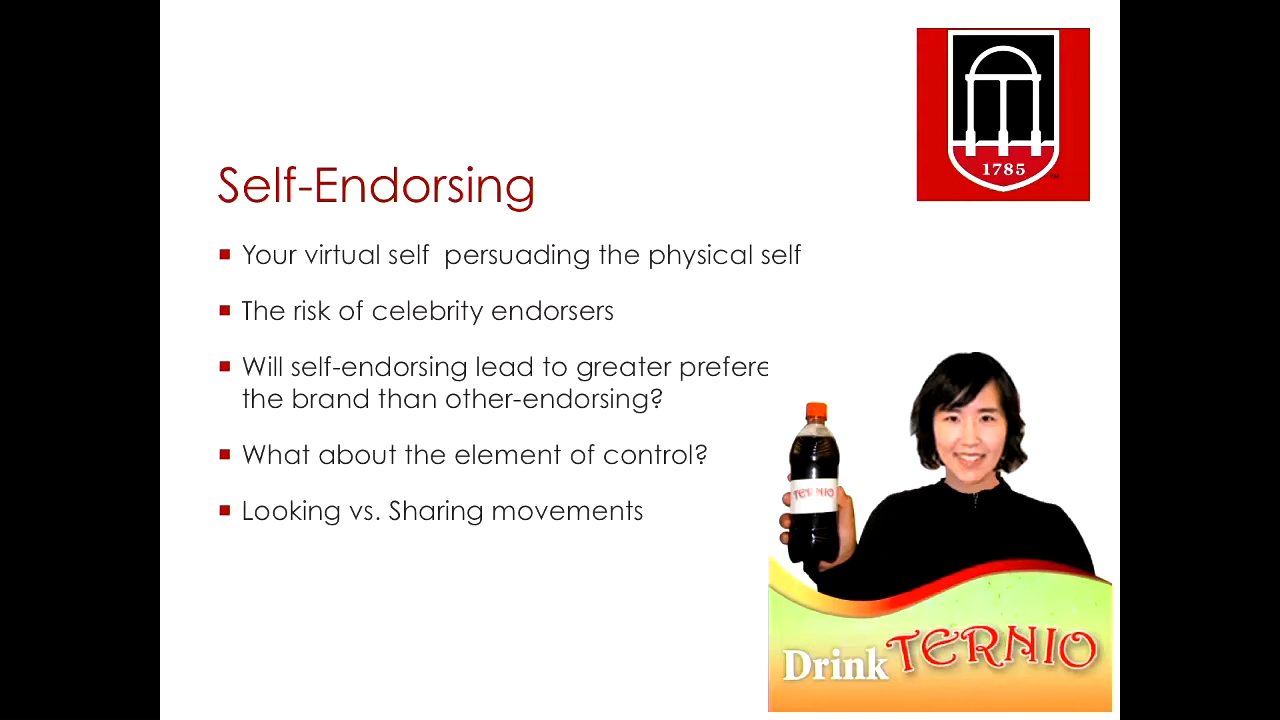 1785
Self-Endorsing
Your virtual self  persuading the physical self
The risk of celebrity endorsers
Will self-endorsing lead to greater prefere
the brand than other-endorsing?
What about the element of control?
Looking vs. Sharing movements
TERNIO
Drink TERNIO